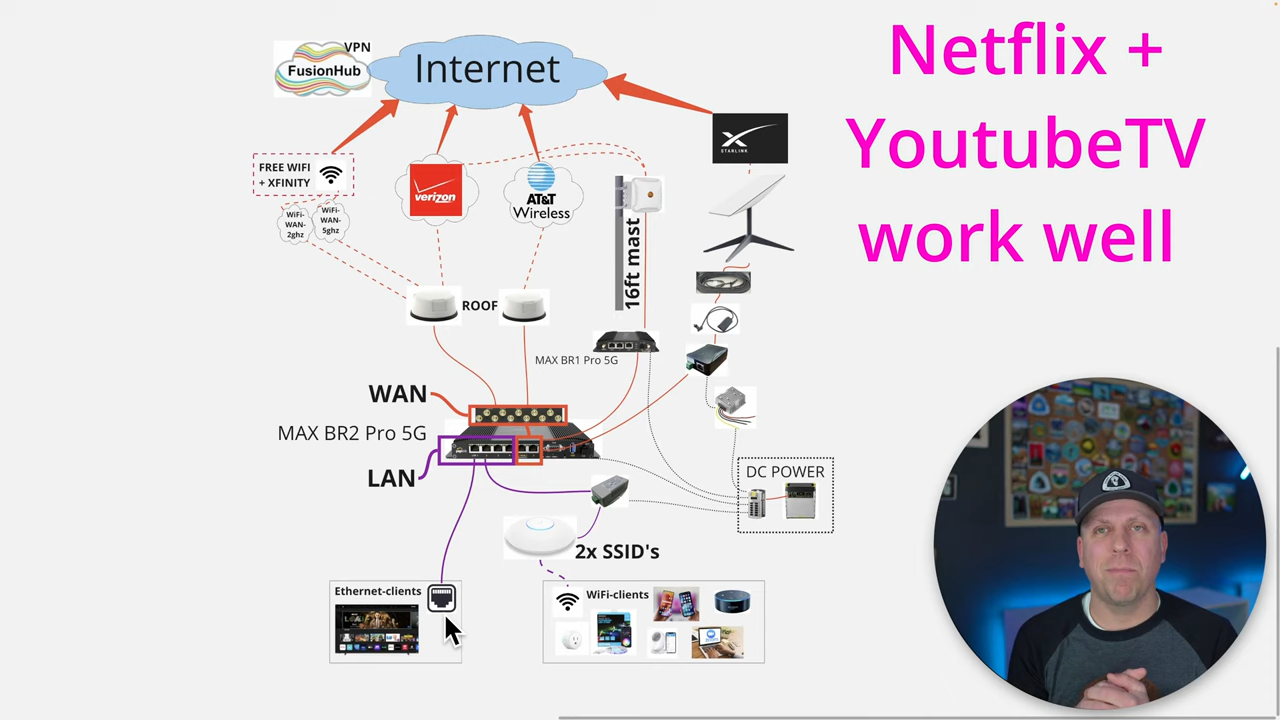 VPN
FusionHub
Internet
Netflix +
YoutubeTV
work well
STARLINK
FREE WIFI
+ XFINITY
WiFi-
WAN-
2ghz
WiFi-
WAN-
5ghz
verizon
AT&T
Wireless
16ft mast
ROOF
MAX BR1 Pro 5G
WAN
MAX BR2 Pro 5G
LAN
DC POWER
2x SSID's
Ethernet-clients
WiFi-clients